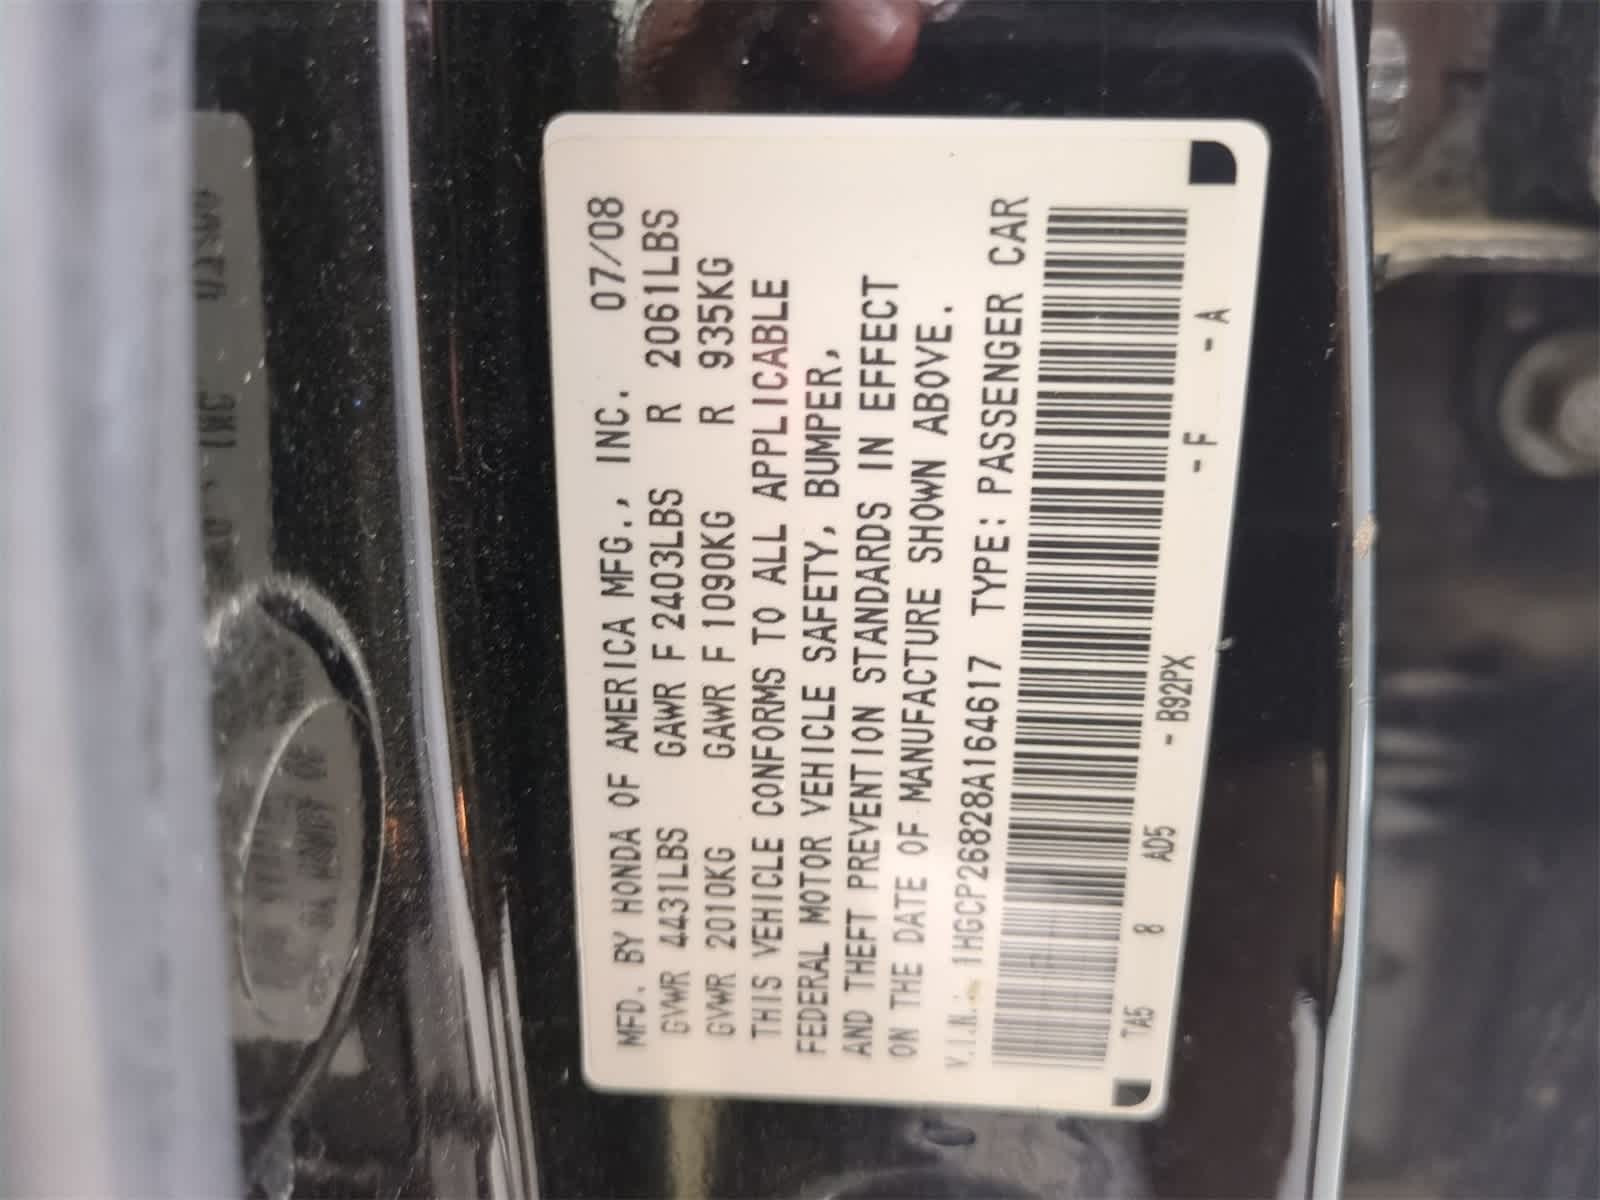 MFD. BY HONDA OF AMERICA MFG., INC. 07/08
GVWR 4431LBS GAWR F 2403LBS R 2061LBS
GVWR 2010KG GAWR F 1090KG R 935KG
THIS VEHICLE CONFORMS TO ALL APPLICABLE
FEDERAL MOTOR VEHICLE SAFETY, BUMPER,
AND THEFT PREVENTION STANDARDS IN EFFECT
ON THE DATE OF MANUFACTURE SHOWN ABOVE.
V.I.N.: 1HGCP26828A164617 TYPE: PASSENGER CAR
TA5 8 AD5 - B92PX - F - A